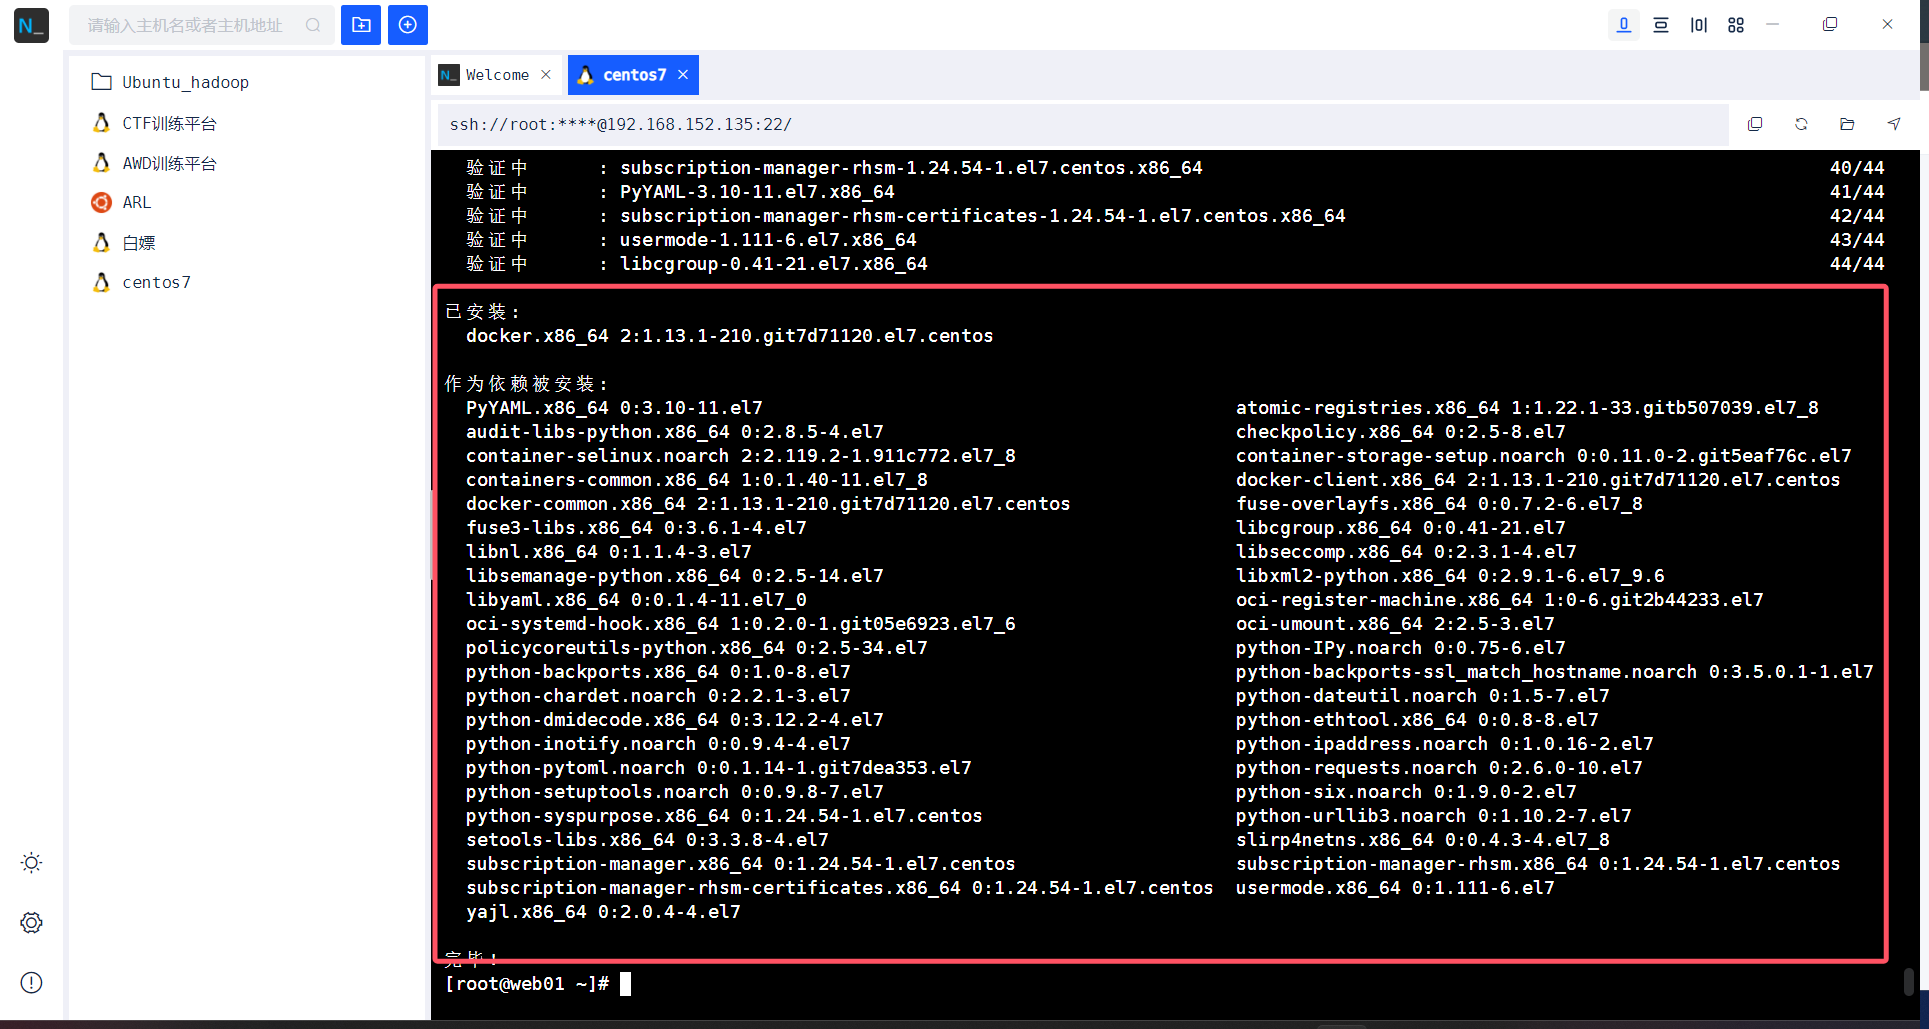 N_
请输入主机名或者主机地址
Ubuntu_hadoop
CTF训练平台
AWD训练平台
ARL
白嫖
centos7
N_ Welcome
centos7
ssh://root:****@192.168.152.135:22/
验证中 : subscription-manager-rhsm-1.24.54-1.el7.centos.x86_64 40/44
验证中 : PyYAML-3.10-11.el7.x86_64 41/44
验证中 : subscription-manager-rhsm-certificates-1.24.54-1.el7.centos.x86_64 42/44
验证中 : usermode-1.111-6.el7.x86_64 43/44
验证中 : libcgroup-0.41-21.el7.x86_64 44/44
已安装:
docker.x86_64 2:1.13.1-210.git7d71120.el7.centos
作为依赖被安装:
PyYAML.x86_64 0:3.10-11.el7 atomic-registries.x86_64 1:1.22.1-33.gitb507039.el7_8
audit-libs-python.x86_64 0:2.8.5-4.el7 checkpolicy.x86_64 0:2.5-8.el7
container-selinux.noarch 2:2.119.2-1.911c772.el7_8 container-storage-setup.noarch 0:0.11.0-2.git5eaf76c.el7
containers-common.x86_64 1:0.1.40-11.el7_8 docker-client.x86_64 2:1.13.1-210.git7d71120.el7.centos
docker-common.x86_64 2:1.13.1-210.git7d71120.el7.centos fuse-overlayfs.x86_64 0:0.7.2-6.el7_8
fuse3-libs.x86_64 0:3.6.1-4.el7 libcgroup.x86_64 0:0.41-21.el7
libnl.x86_64 0:1.1.4-3.el7 libseccomp.x86_64 0:2.3.1-4.el7
libsemanage-python.x86_64 0:2.5-14.el7 libxml2-python.x86_64 0:2.9.1-6.el7_9.6
libyaml.x86_64 0:0.1.4-11.el7_0 oci-register-machine.x86_64 1:0-6.git2b44233.el7
oci-systemd-hook.x86_64 1:0.2.0-1.git05e6923.el7_6 oci-umount.x86_64 2:2.5-3.el7
policycoreutils-python.x86_64 0:2.5-34.el7 python-IPy.noarch 0:0.75-6.el7
python-backports.x86_64 0:1.0-8.el7 python-backports-ssl_match_hostname.noarch 0:3.5.0.1-1.el7
python-chardet.noarch 0:2.2.1-3.el7 python-dateutil.noarch 0:1.5-7.el7
python-dmidecode.x86_64 0:3.12.2-4.el7 python-ethtool.x86_64 0:0.8-8.el7
python-inotify.noarch 0:0.9.4-4.el7 python-ipaddress.noarch 0:1.0.16-2.el7
python-pytoml.noarch 0:0.1.14-1.git7dea353.el7 python-requests.noarch 0:2.6.0-10.el7
python-setuptools.noarch 0:0.9.8-7.el7 python-six.noarch 0:1.9.0-2.el7
python-syspurpose.x86_64 0:1.24.54-1.el7.centos python-urllib3.noarch 0:1.10.2-7.el7
setools-libs.x86_64 0:3.3.8-4.el7 slirp4netns.x86_64 0:0.4.3-4.el7_8
subscription-manager.x86_64 0:1.24.54-1.el7.centos subscription-manager-rhsm.x86_64 0:1.24.54-1.el7.centos
subscription-manager-rhsm-certificates.x86_64 0:1.24.54-1.el7.centos usermode.x86_64 0:1.111-6.el7
yajl.x86_64 0:2.0.4-4.el7
完毕!
[root@web01 ~]#